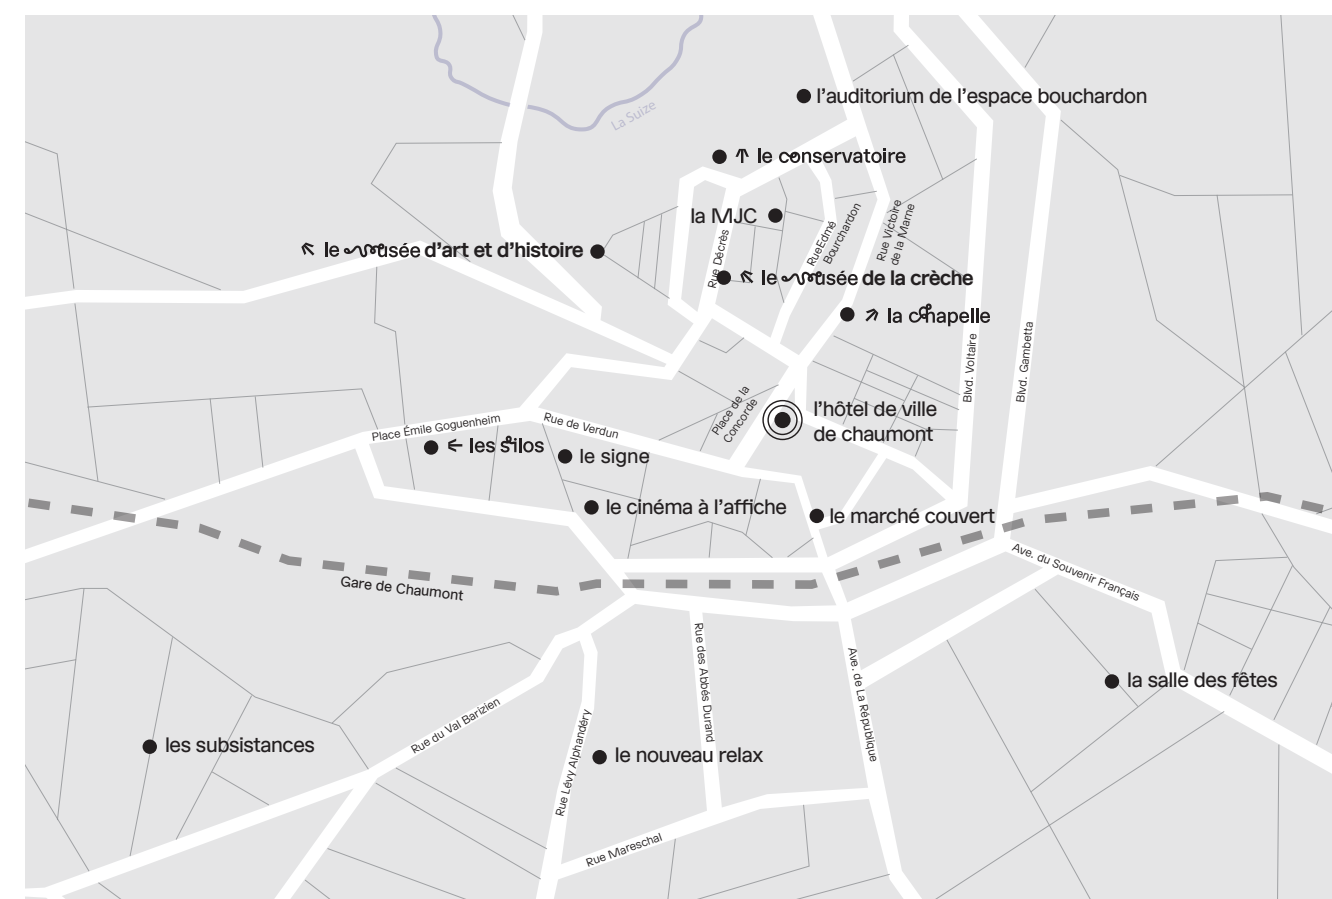 l'auditorium de l'espace bouchardon
La Suize
le conservatoire
la MJC
Rue Décrès
Rue Edmé
Bourchardon
Rue Victoire
de la Marne
le musée d'art et d'histoire
le musée de la crèche
la chapelle
Blvd. Voltaire
Blvd. Gambetta
Place de la
Concorde
l'hôtel de ville
de chaumont
Place Émile Goguenheim
Rue de Verdun
les silos
le signe
le cinéma à l'affiche
le marché couvert
Ave. du Souvenir Français
Gare de Chaumont
Rue des Abbés Durand
Ave. de La République
la salle des fêtes
Rue du Val Barizien
les subsistances
Rue Lévy Alphandéry
le nouveau relax
Rue Mareschal